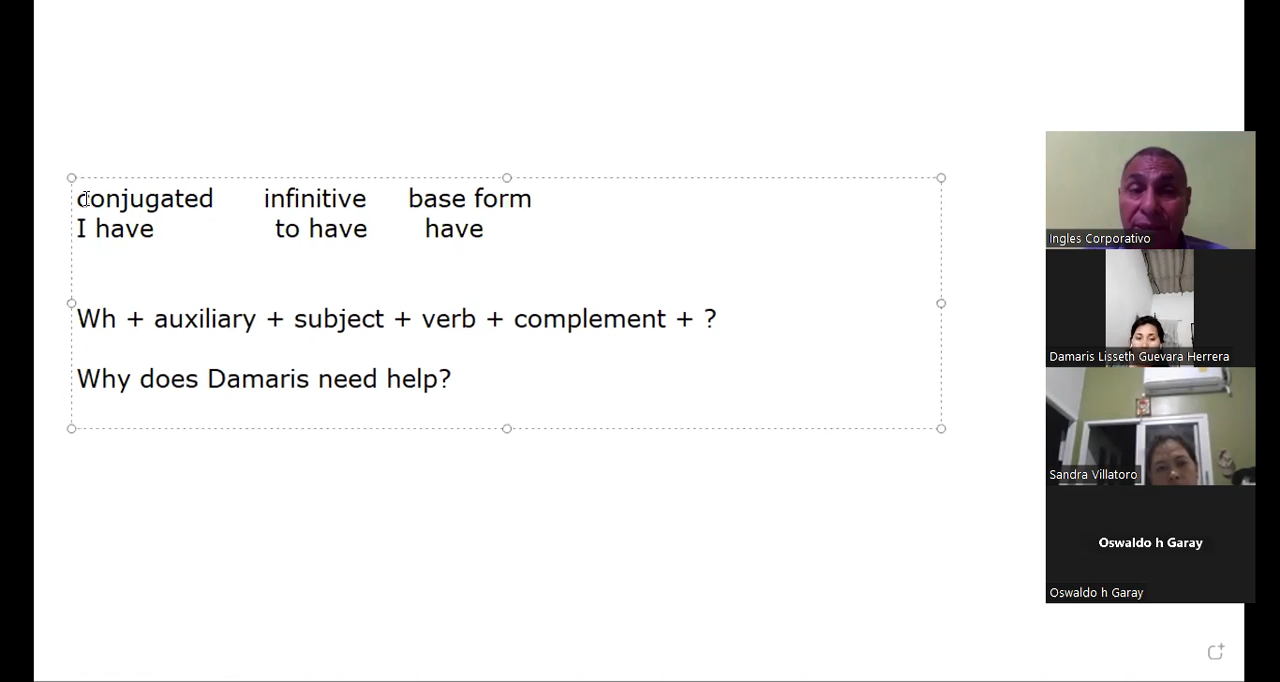 conjugated infinitive base form
I have to have have
Wh + auxiliary + subject + verb + complement + ?
Why does Damaris need help?
Ingles Corporativo
Damaris Lisseth Guevara Herrera
Sandra Villatoro
Oswaldo h Garay
Oswaldo h Garay